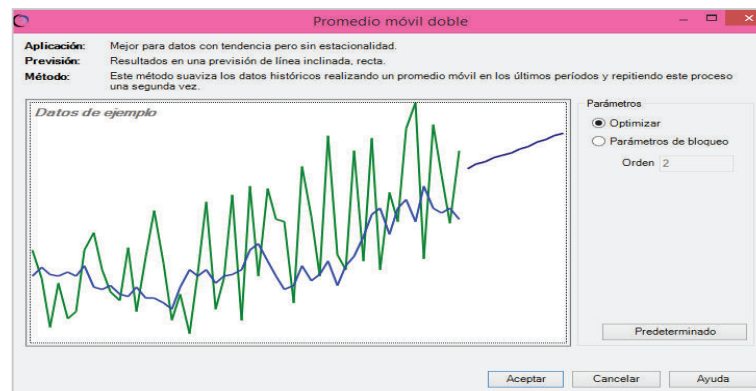 Promedio móvil doble
Aplicación: Mejor para datos con tendencia pero sin estacionalidad.
Previsión: Resultados en una previsión de línea inclinada, recta.
Método: Este método suaviza los datos históricos realizando un promedio móvil en los últimos períodos y repitiendo este proceso
una segunda vez.
Datos de ejemplo
Parámetros
Optimizar
Parámetros de bloqueo
Orden 2
Predeterminado
Aceptar Cancelar Ayuda